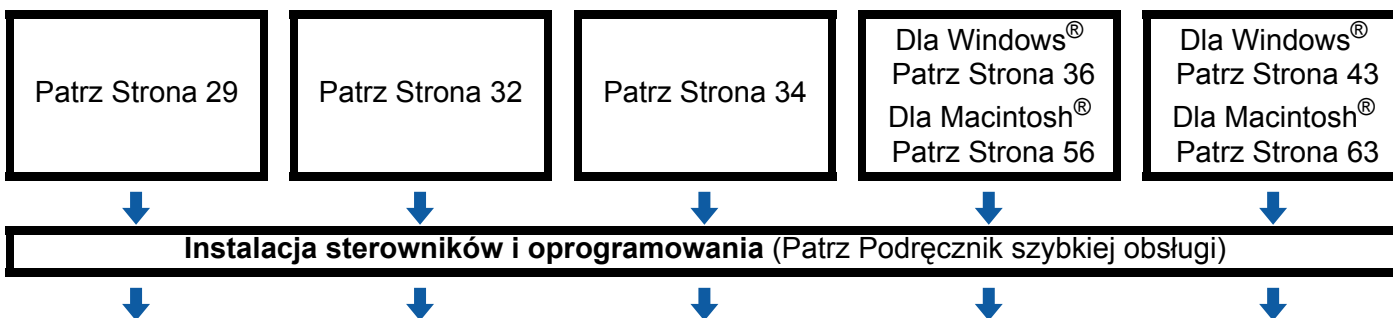 Patrz Strona 29
Patrz Strona 32
Patrz Strona 34
Dla Windows®
Patrz Strona 36
Dla Macintosh®
Patrz Strona 56
Dla Windows®
Patrz Strona 43
Dla Macintosh®
Patrz Strona 63
Instalacja sterowników i oprogramowania (Patrz Podręcznik szybkiej obsługi)